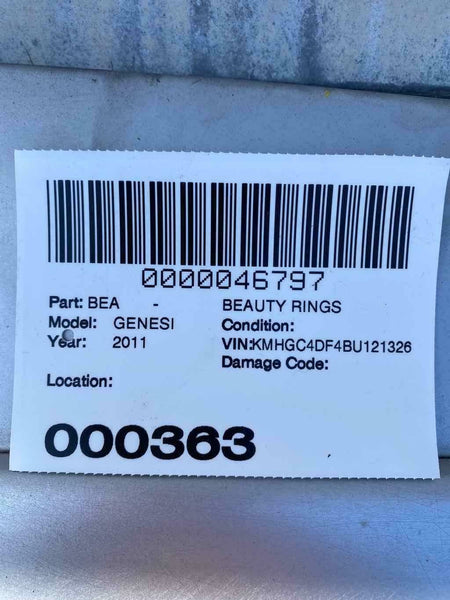 0000046797
Part: BEA - BEAUTY RINGS
Model: GENESI Condition:
Year: 2011 VIN:KMHGC4DF4BU121326
Damage Code:
Location:
000363